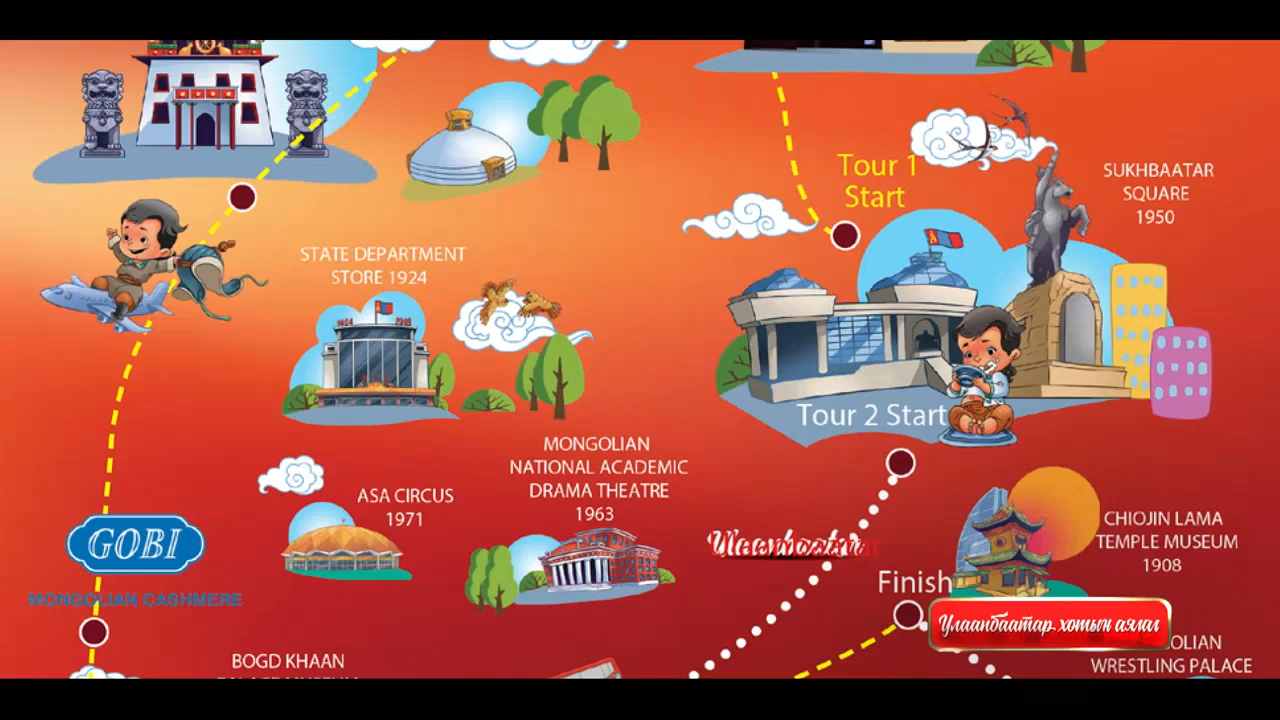 Tour 1
Start
SUKHBAATAR
SQUARE
1950
STATE DEPARTMENT
STORE 1924
1924
Tour 2 Start
MONGOLIAN
NATIONAL ACADEMIC
DRAMA THEATRE
1963
ASA CIRCUS
1971
GOBI
MONGOLIAN CASHMERE
Ulaanbaatar
CHIOJIN LAMA
TEMPLE MUSEUM
1908
Finish
Улаанбаатар хотын аялал
WRESTLING PALACE
BOGD KHAAN